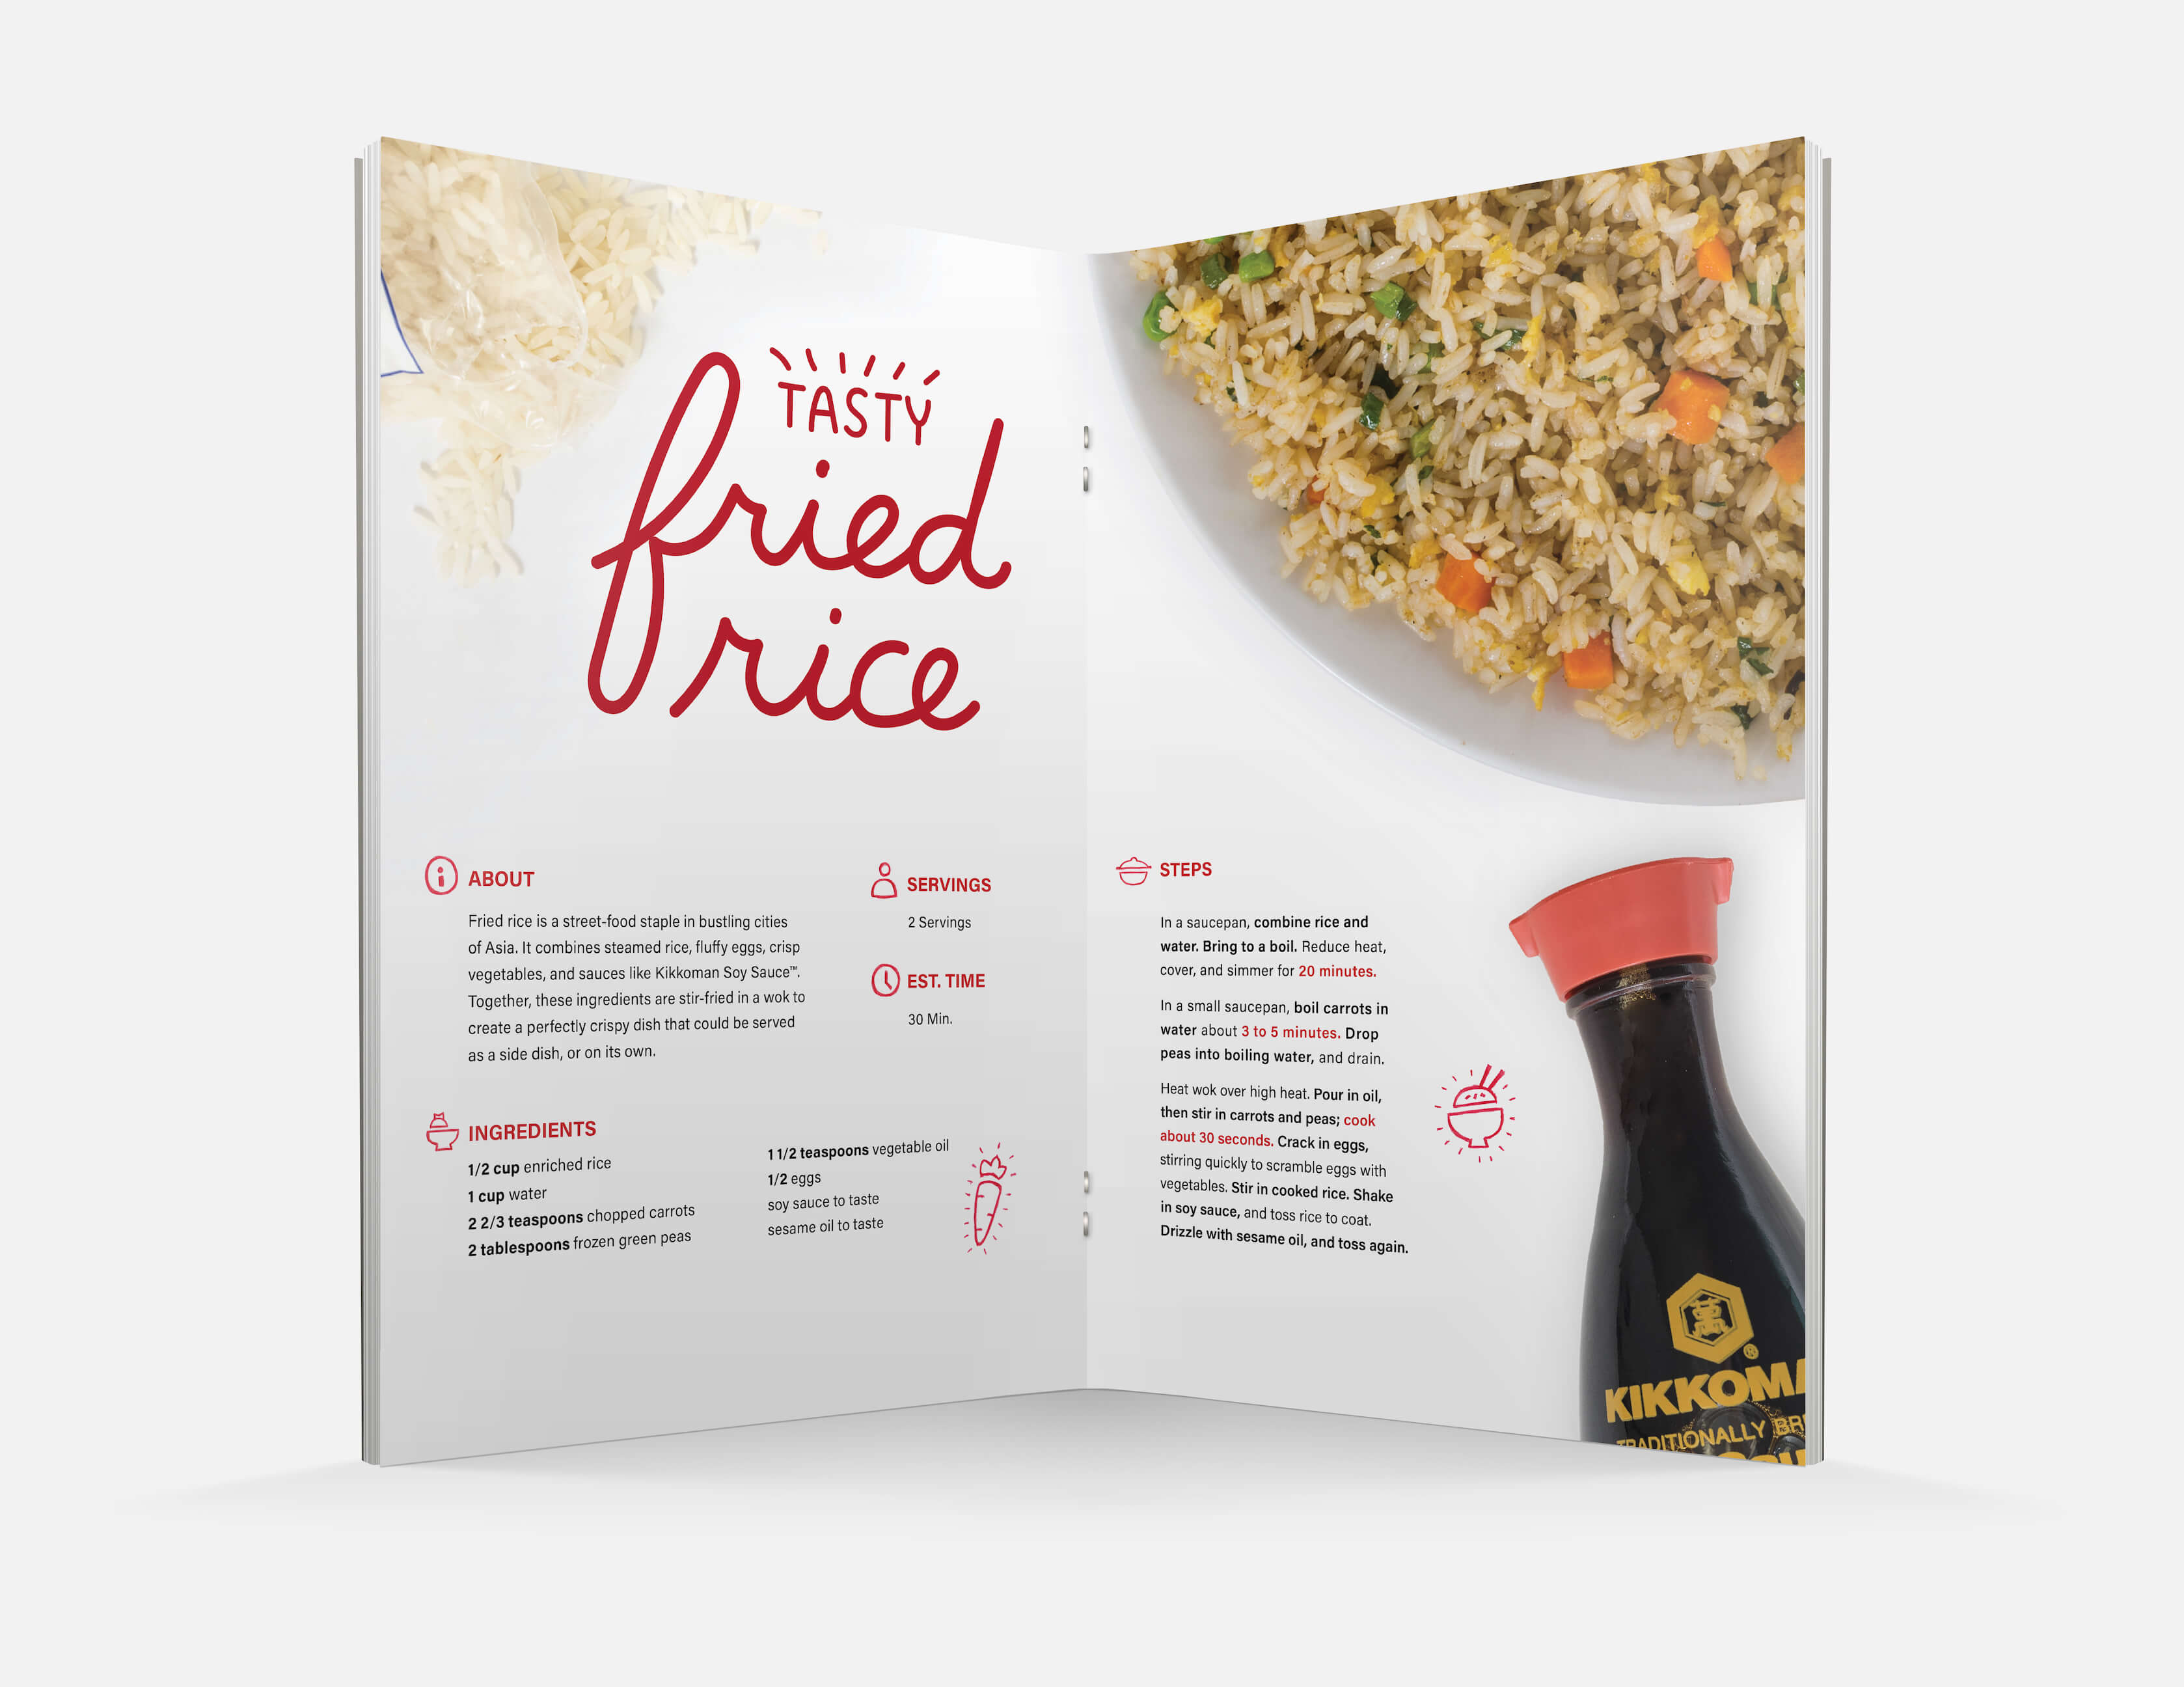 TASTY
fried
rice
ABOUT
Fried rice is a street-food staple in bustling cities
of Asia. It combines steamed rice, fluffy eggs, crisp
vegetables, and sauces like Kikkoman Soy Sauce™.
Together, these ingredients are stir-fried in a wok to
create a perfectly crispy dish that could be served
as a side dish, or on its own.
SERVINGS
2 Servings
EST. TIME
30 Min.
INGREDIENTS
1/2 cup enriched rice
1 cup water
2 2/3 teaspoons chopped carrots
2 tablespoons frozen green peas
1 1/2 teaspoons vegetable oil
1/2 eggs
soy sauce to taste
sesame oil to taste
STEPS
In a saucepan, combine rice and
water. Bring to a boil. Reduce heat,
cover, and simmer for 20 minutes.
In a small saucepan, boil carrots in
water about 3 to 5 minutes. Drop
peas into boiling water, and drain.
Heat wok over high heat. Pour in oil,
then stir in carrots and peas; cook
about 30 seconds. Crack in eggs,
stirring quickly to scramble eggs with
vegetables. Stir in cooked rice. Shake
in soy sauce, and toss rice to coat.
Drizzle with sesame oil, and toss again.
萬
®
KIKKOMA
TRADITIONALLY BR